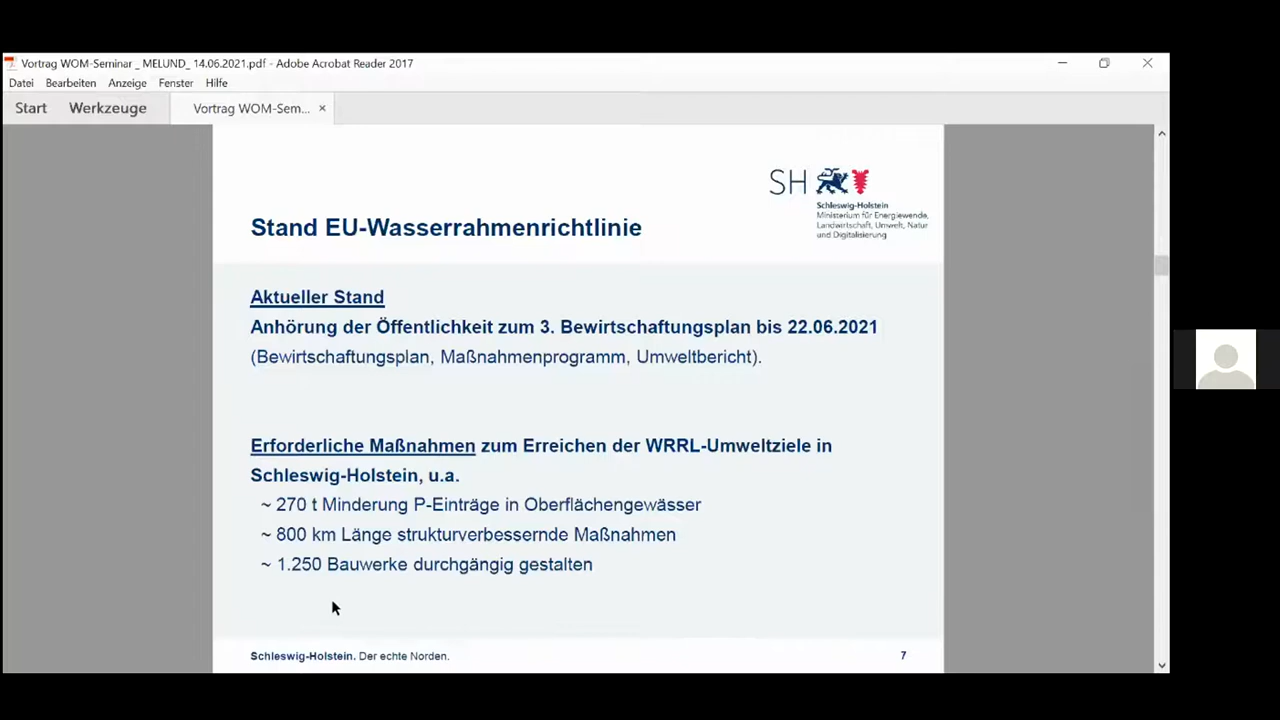 Vortrag WOM-Seminar _ MELUND_ 14.06.2021.pdf - Adobe Acrobat Reader 2017
Datei Bearbeiten Anzeige Fenster Hilfe
Start Werkzeuge Vortrag WOM-Sem... ×
SH
Schleswig-Holstein
Ministerium für Energiewende,
Landwirtschaft, Umwelt, Natur
und Digitalisierung
Stand EU-Wasserrahmenrichtlinie
Aktueller Stand
Anhörung der Öffentlichkeit zum 3. Bewirtschaftungsplan bis 22.06.2021
(Bewirtschaftungsplan, Maßnahmenprogramm, Umweltbericht).
Erforderliche Maßnahmen zum Erreichen der WRRL-Umweltziele in
Schleswig-Holstein, u.a.
~ 270 t Minderung P-Einträge in Oberflächengewässer
~ 800 km Länge strukturverbessernde Maßnahmen
~ 1.250 Bauwerke durchgängig gestalten
Schleswig-Holstein. Der echte Norden. 7